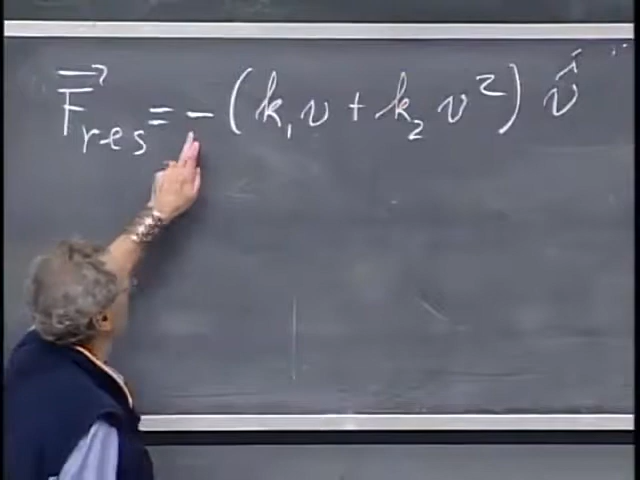 F⃗res = - (k₁v + k₂v²) v̂